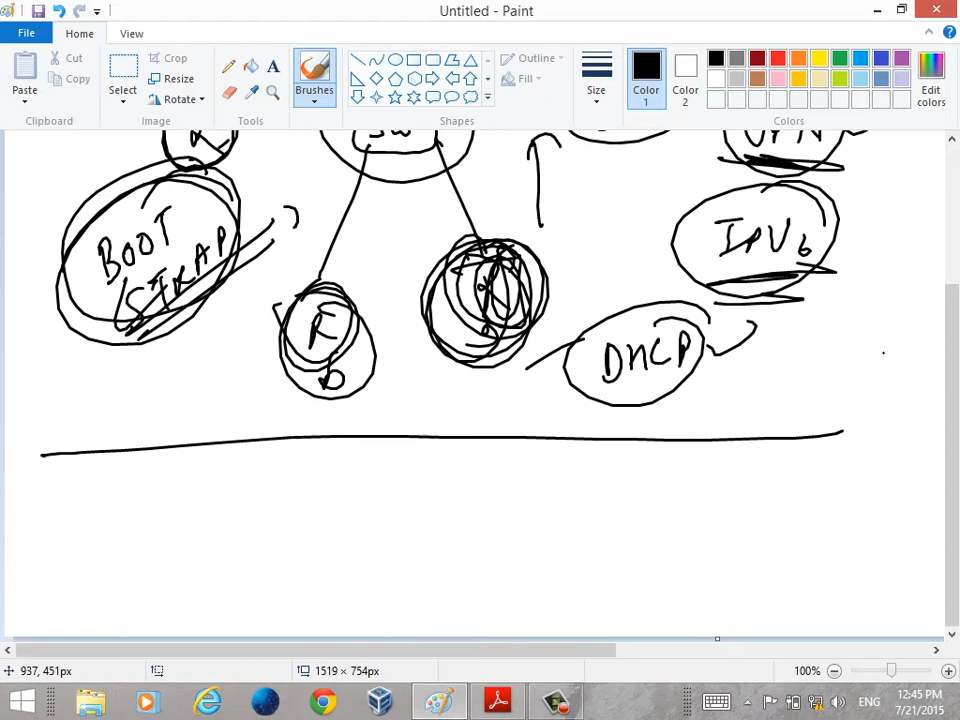 Untitled - Paint
File
Home
View
Paste
Cut
Copy
Clipboard
Select
Crop
Resize
Rotate
Image
A
Tools
Brushes
Shapes
Outline
Fill
Size
Color 1
Color 2
Edit colors
Colors
SW
VPN
BOOT
STRAP
IPV6
R
DHCP
937, 451px
1519 × 754px
100%
ENG
12:45 PM
7/21/2015